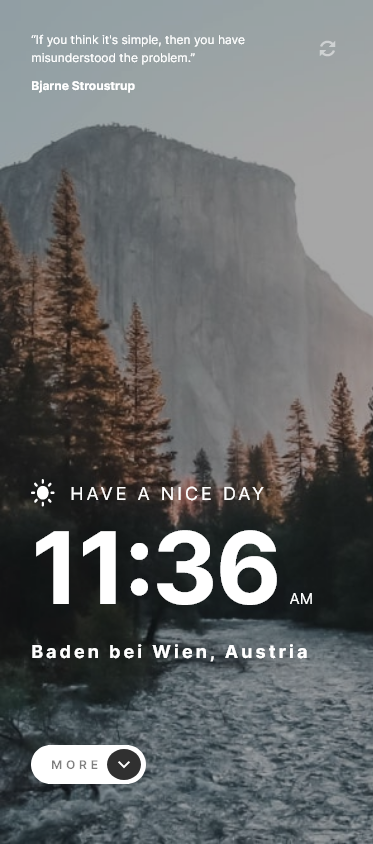 “If you think it's simple, then you have
misunderstood the problem.”
Bjarne Stroustrup
HAVE A NICE DAY
11:36 AM
Baden bei Wien, Austria
MORE